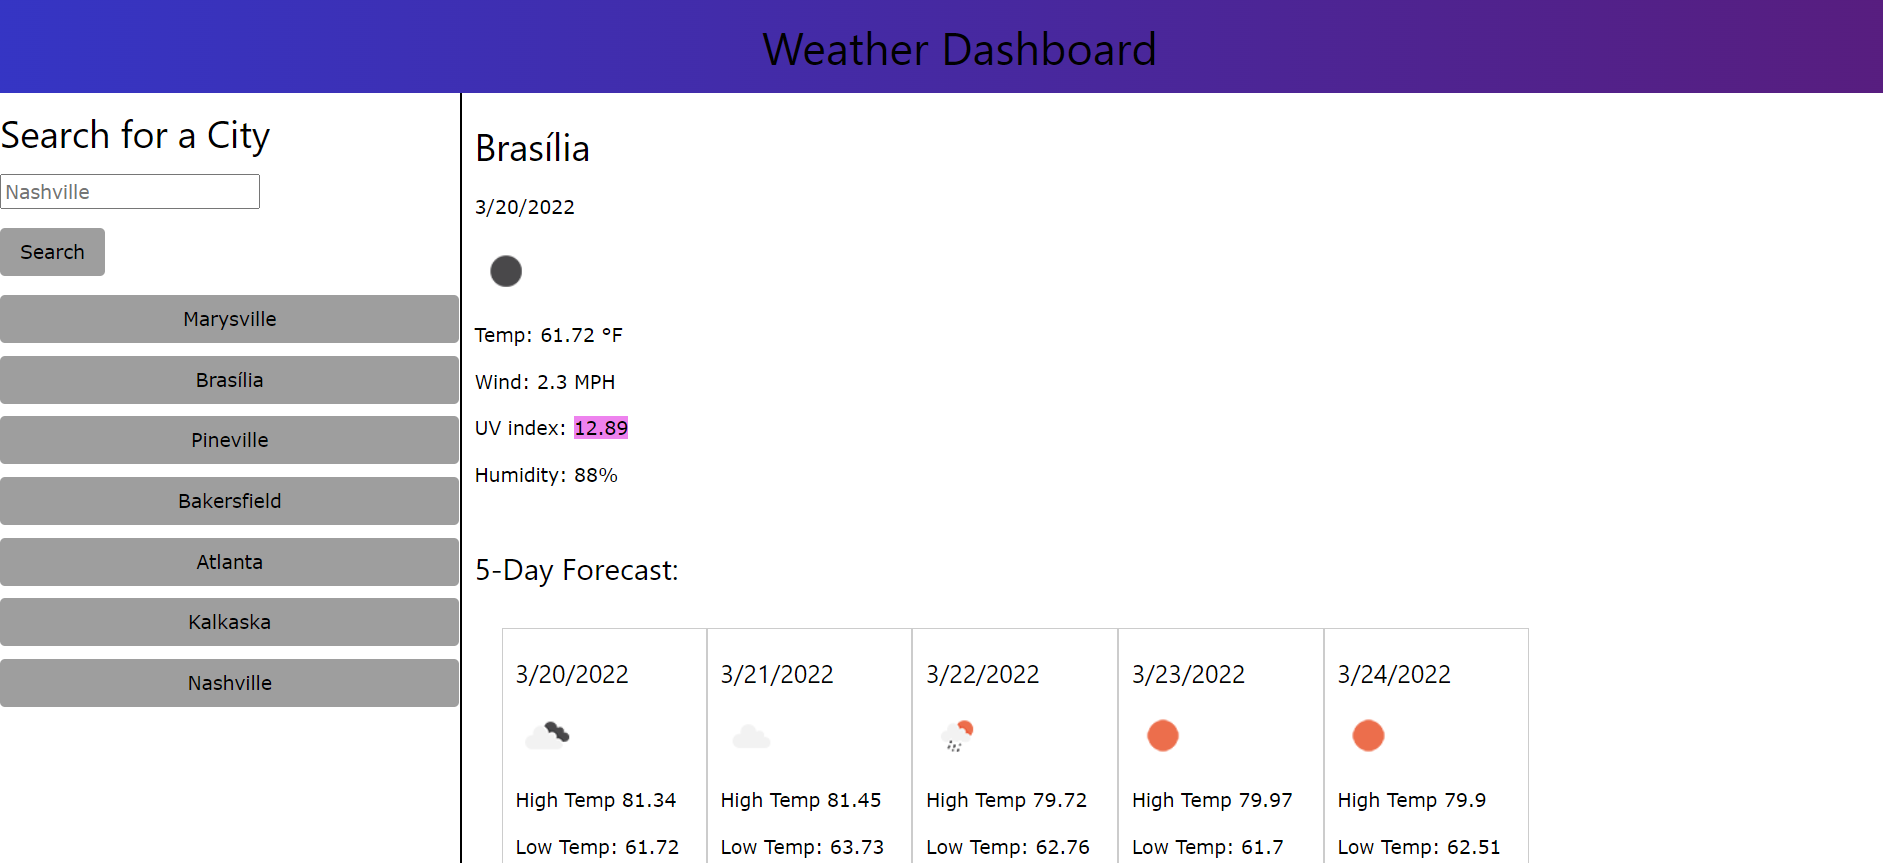 Weather Dashboard
Search for a City
Nashville
Search
Marysville
Brasília
Pineville
Bakersfield
Atlanta
Kalkaska
Nashville
Brasília
3/20/2022
Temp: 61.72 °F
Wind: 2.3 MPH
UV index: 12.89
Humidity: 88%
5-Day Forecast:
3/20/2022
High Temp 81.34
Low Temp: 61.72
3/21/2022
High Temp 81.45
Low Temp: 63.73
3/22/2022
High Temp 79.72
Low Temp: 62.76
3/23/2022
High Temp 79.97
Low Temp: 61.7
3/24/2022
High Temp 79.9
Low Temp: 62.51